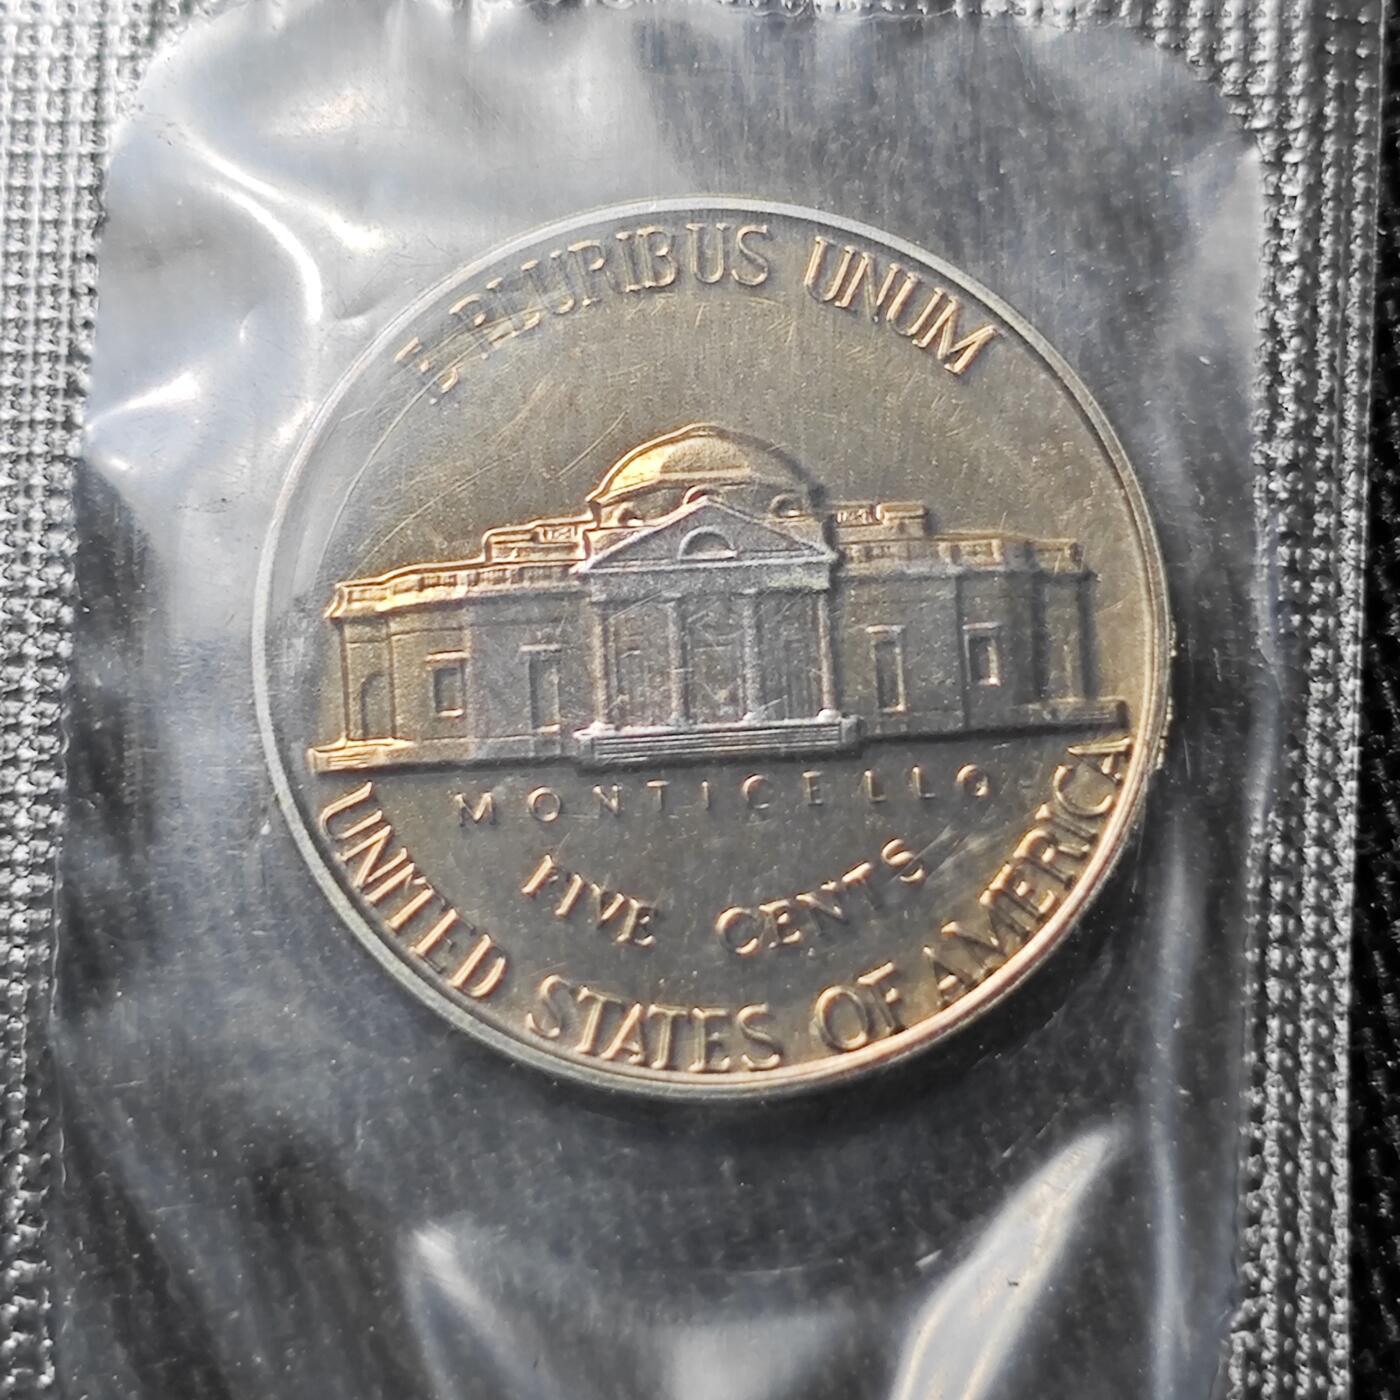 E PLURIBUS UNUM
MONTICELLO
FIVE CENTS
UNITED STATES OF AMERICA